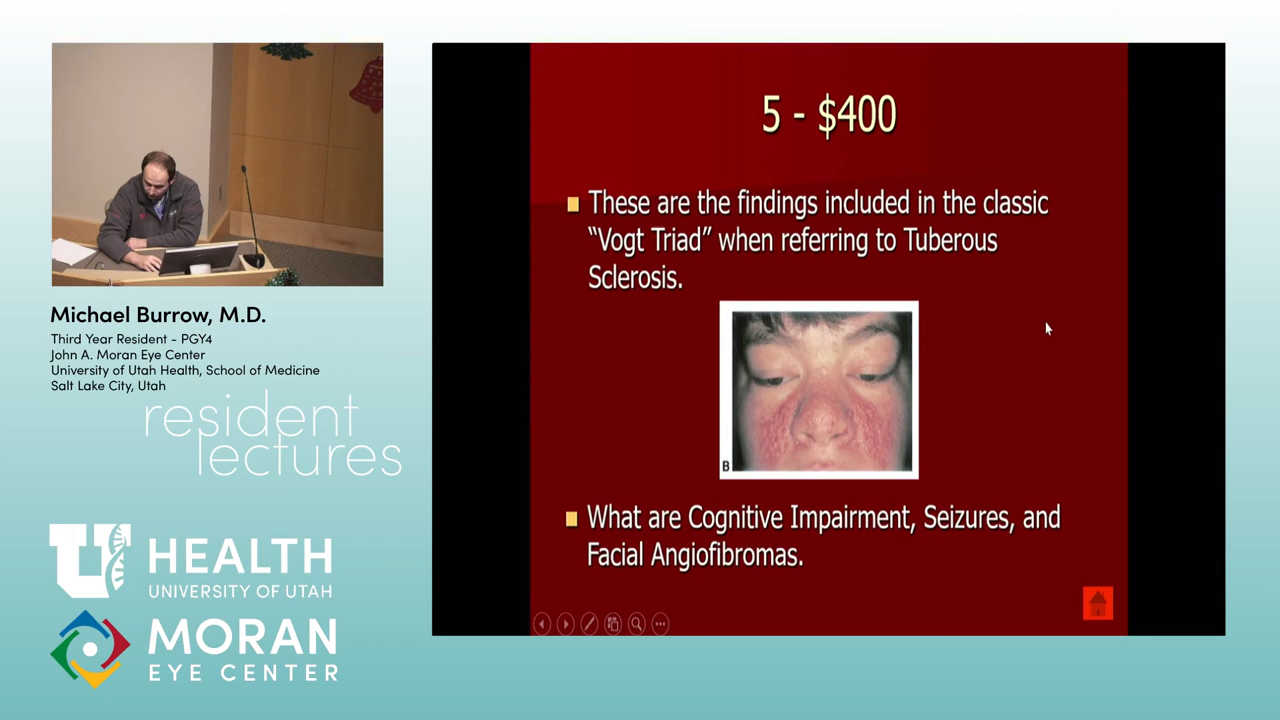 Michael Burrow, M.D.
Third Year Resident - PGY4
John A. Moran Eye Center
University of Utah Health, School of Medicine
Salt Lake City, Utah
resident
lectures
U HEALTH
UNIVERSITY OF UTAH
MORAN
EYE CENTER
5 - $400
These are the findings included in the classic
“Vogt Triad” when referring to Tuberous
Sclerosis.
B
What are Cognitive Impairment, Seizures, and
Facial Angiofibromas.